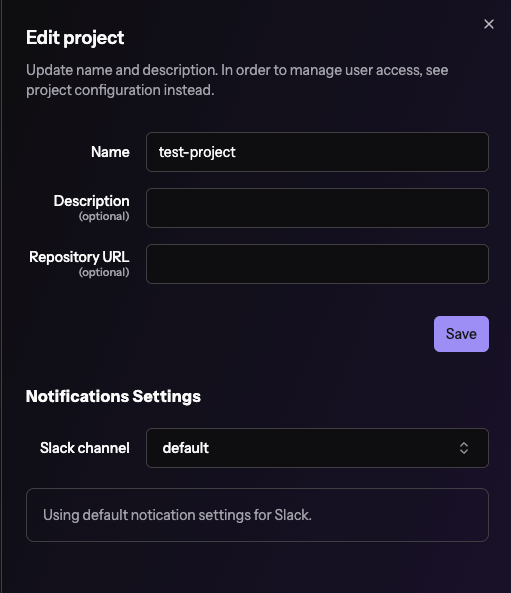 Edit project
Update name and description. In order to manage user access, see
project configuration instead.
Name
test-project
Description
(optional)
Repository URL
(optional)
Save
Notifications Settings
Slack channel
default
Using default notication settings for Slack.